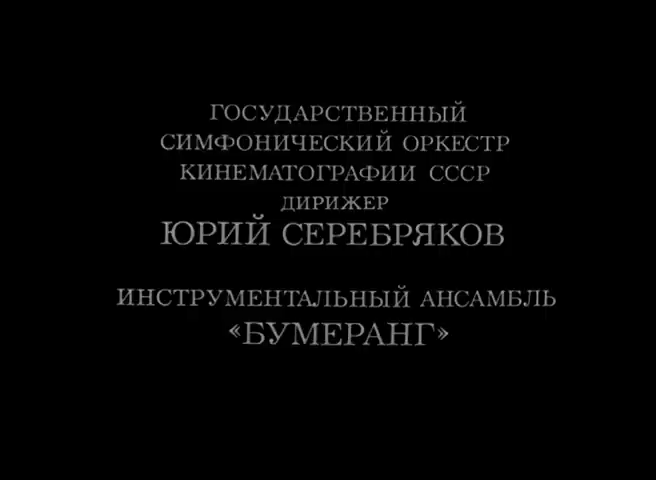 ГОСУДАРСТВЕННЫЙ
СИМФОНИЧЕСКИЙ ОРКЕСТР
КИНЕМАТОГРАФИИ СССР
ДИРИЖЕР
ЮРИЙ СЕРЕБРЯКОВ
ИНСТРУМЕНТАЛЬНЫЙ АНСАМБЛЬ
«БУМЕРАНГ»